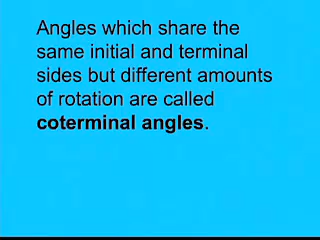 Angles which share the
same initial and terminal
sides but different amounts
of rotation are called
coterminal angles.